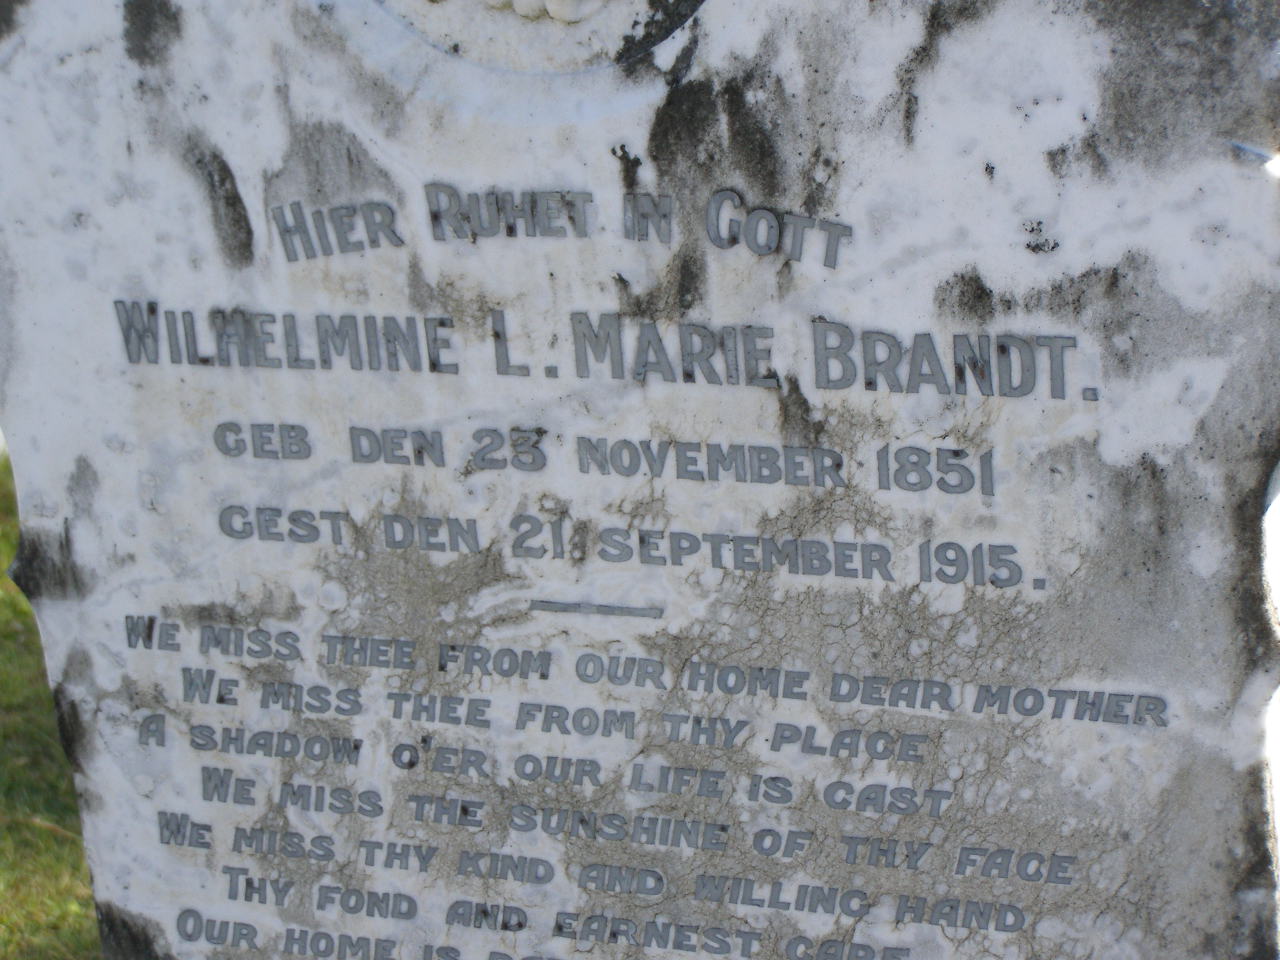 HIER RUHET IN GOTT
WILHELMINE L. MARIE BRANDT.
GEB DEN 23 NOVEMBER 1851
GEST DEN 21 SEPTEMBER 1915.
WE MISS THEE FROM OUR HOME DEAR MOTHER
WE MISS THEE FROM THY PLACE
A SHADOW O'ER OUR LIFE IS CAST
WE MISS THE SUNSHINE OF THY FACE
WE MISS THY KIND AND WILLING HAND
THY FOND AND EARNEST CARE
OUR HOME IS